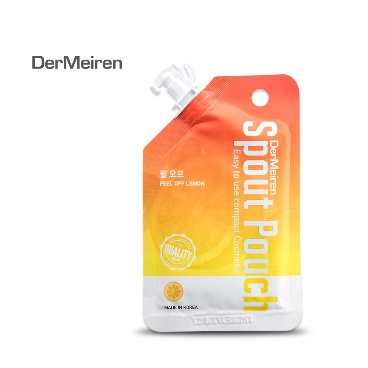 DerMeiren
필 오프
PEEL OFF LEMON
DerMeiren
Spout Pouch
Easy to use compact Cosmetic
QUALITY
MADE IN KOREA